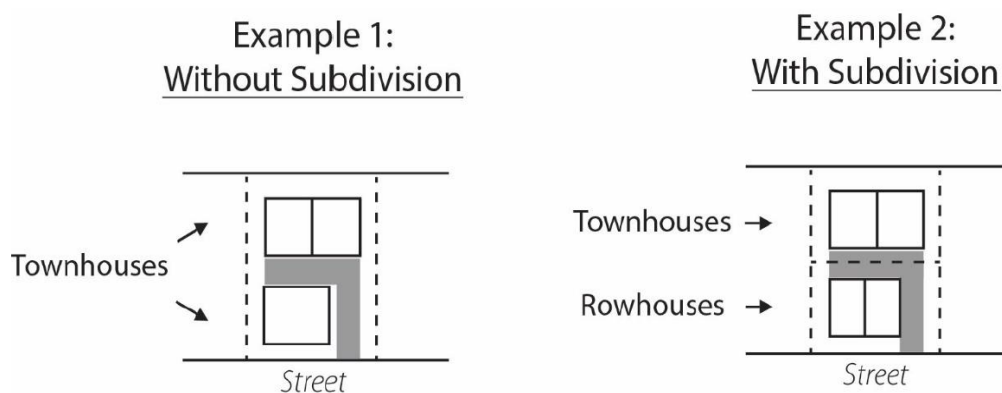 Example 1:
Without Subdivision
Townhouses
Street
Example 2:
With Subdivision
Townhouses
Rowhouses
Street